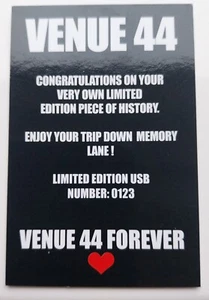 VENUE 44
CONGRATULATIONS ON YOUR
VERY OWN LIMITED
EDITION PIECE OF HISTORY.
ENJOY YOUR TRIP DOWN MEMORY
LANE !
LIMITED EDITION USB
NUMBER: 0123
VENUE 44 FOREVER